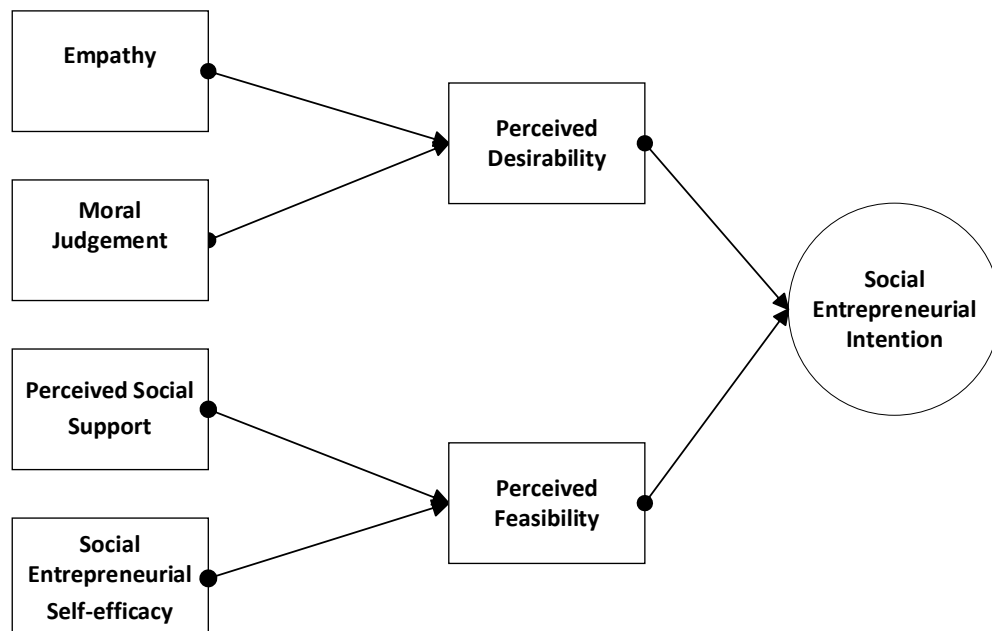 Empathy
Moral
Judgement
Perceived Social
Support
Social
Entrepreneurial
Self-efficacy
Perceived
Desirability
Perceived
Feasibility
Social
Entrepreneurial
Intention